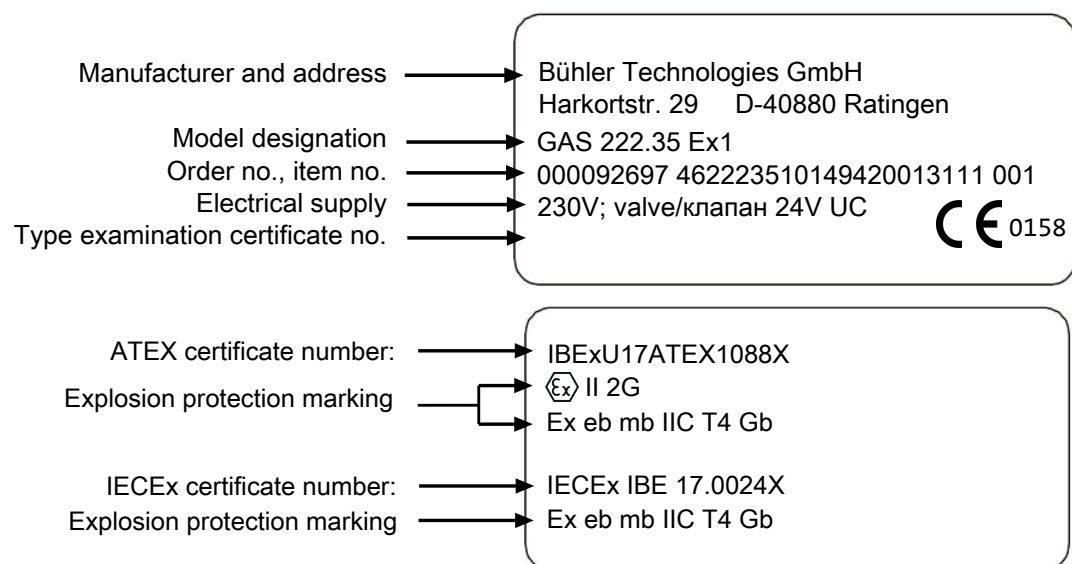 Manufacturer and address Bühler Technologies GmbH
Harkortstr. 29 D-40880 Ratingen
Model designation GAS 222.35 Ex1
Order no., item no. 000092697 462223510149420013111 001
Electrical supply 230V; valve/клапан 24V UC
Type examination certificate no. CE 0158
ATEX certificate number: IBExU17ATEX1088X
Explosion protection marking Ex II 2G
Ex eb mb IIC T4 Gb
IECEx certificate number: IECEx IBE 17.0024X
Explosion protection marking Ex eb mb IIC T4 Gb